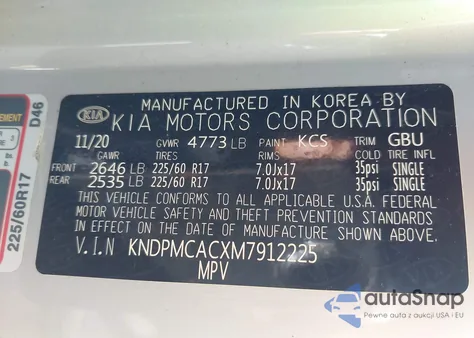 MANUFACTURED IN KOREA BY
KIA KIA MOTORS CORPORATION
11/20 GVWR 4773 LB PAINT KCS TRIM GBU
GAWR TIRES COLD TIRE INFL
FRONT 2646 LB 225/60 R17 7.0Jx17 35psi SINGLE
REAR 2535 LB 225/60 R17 7.0Jx17 35psi SINGLE
THIS VEHICLE CONFORMS TO ALL APPLICABLE U.S.A. FEDERAL
MOTOR VEHICLE SAFETY AND THEFT PREVENTION STANDARDS
IN EFFECT ON THE DATE OF MANUFACTURE SHOWN ABOVE.
V.I.N KNDPMCACXM7912225
MPV
D46
225/60R17
autoSnap
Pewne auta z aukcji USA i EU